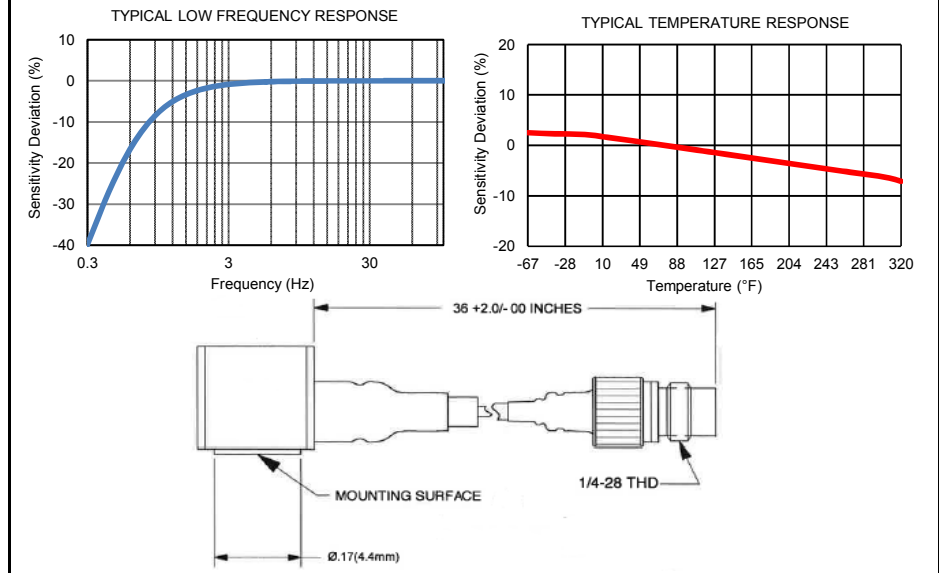 TYPICAL LOW FREQUENCY RESPONSE
10
0
-10
-20
-30
-40
Sensitivity Deviation (%)
0.3 3 30
Frequency (Hz)
TYPICAL TEMPERATURE RESPONSE
20
10
0
-10
-20
Sensitivity Deviation (%)
-67 -28 10 49 88 127 165 204 243 281 320
Temperature (°F)
36 +2.0/- 00 INCHES
1/4-28 THD
MOUNTING SURFACE
Ø.17(4.4mm)